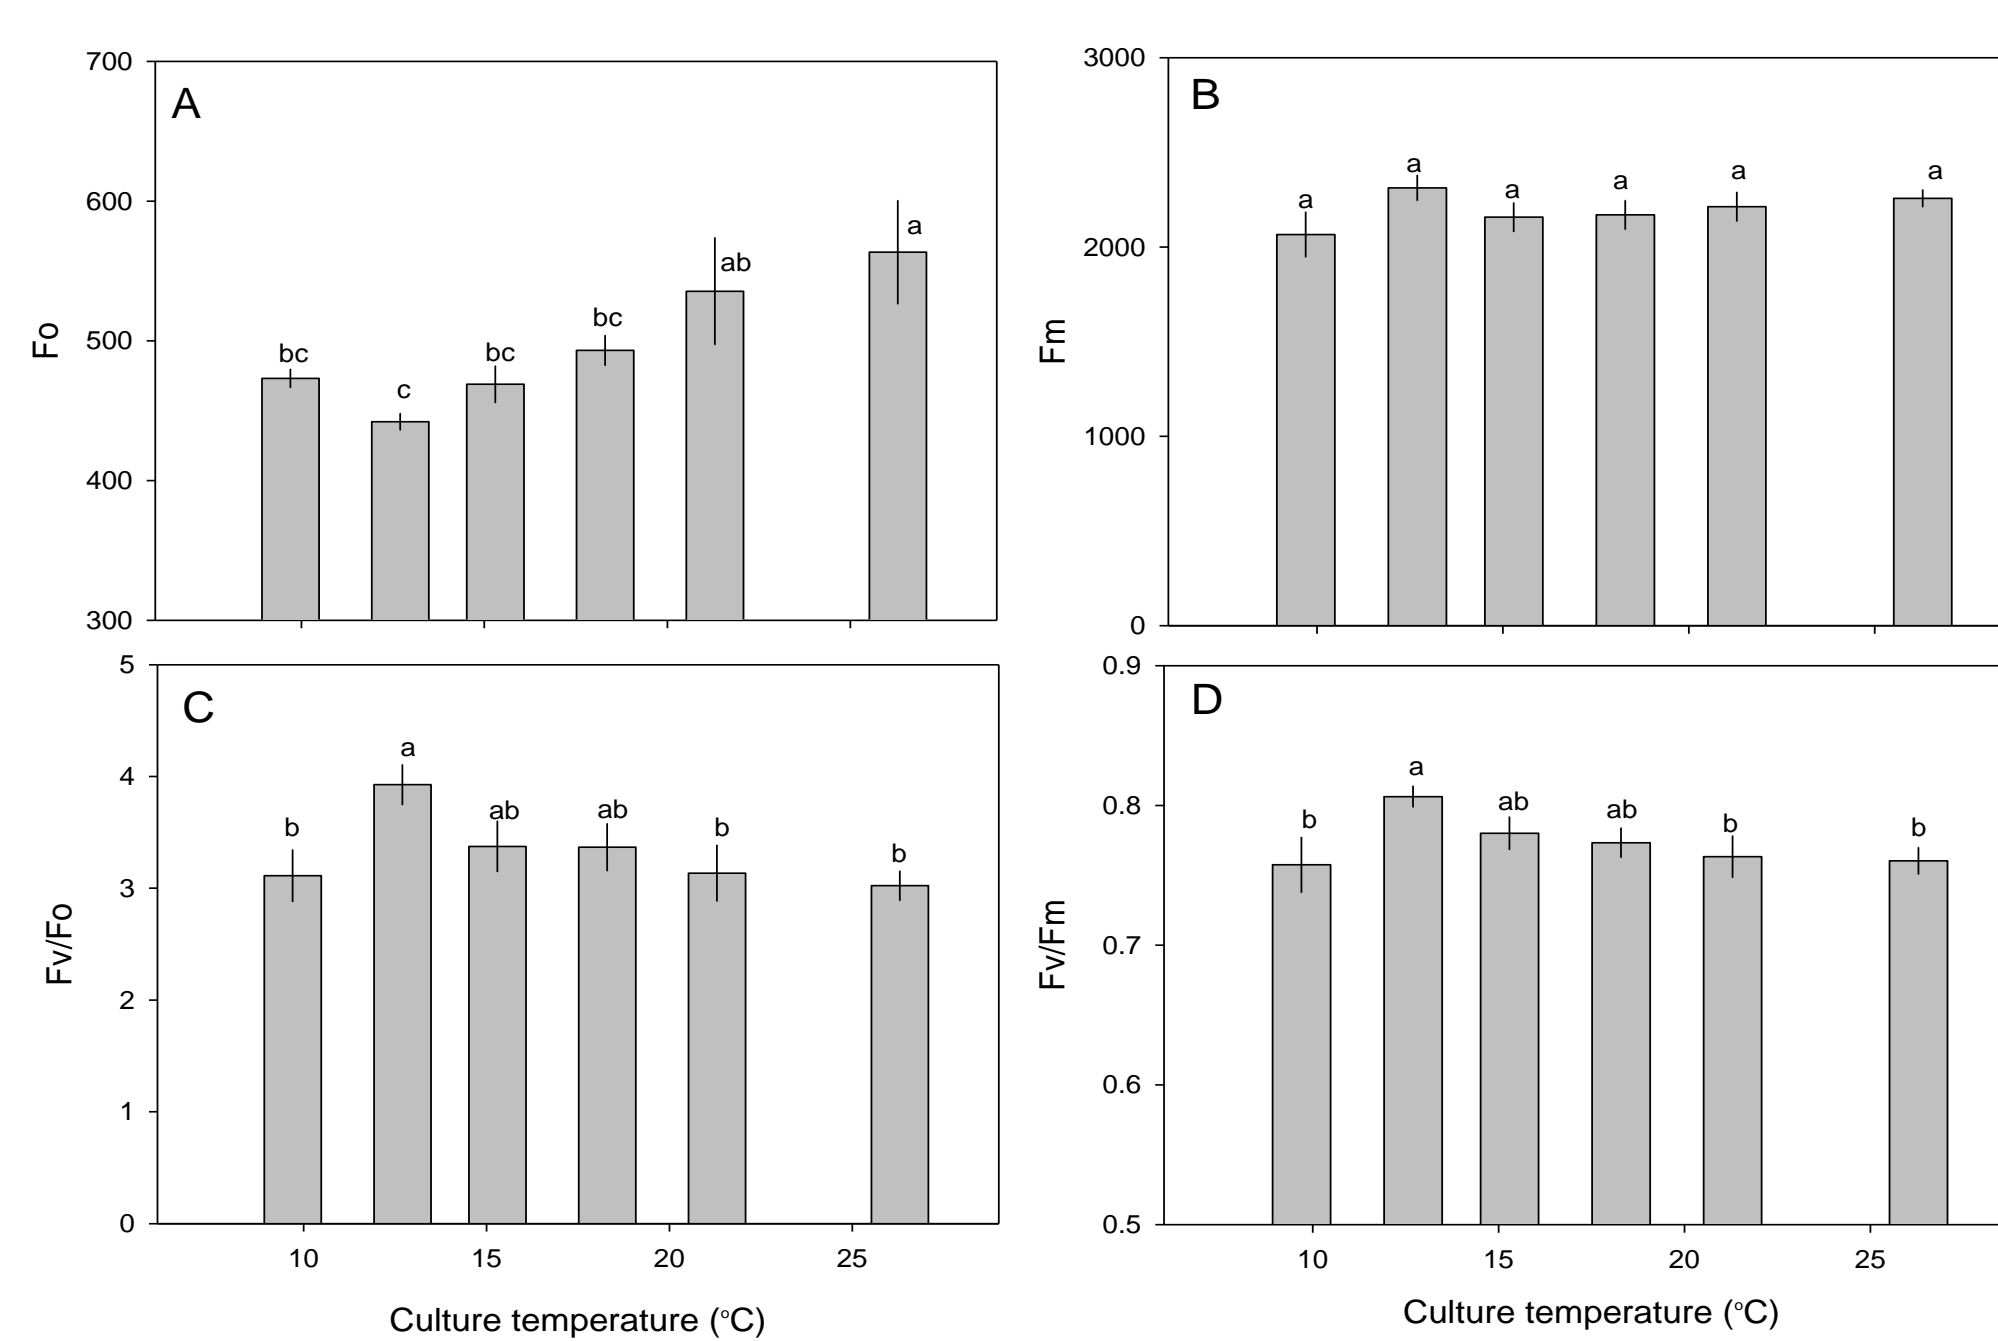 A
700
600
500
400
300
Fo
bc
c
bc
bc
ab
a
B
3000
2000
1000
0
Fm
a
a
a
a
a
a
C
5
4
3
2
1
0
Fv/Fo
b
a
ab
ab
b
b
10 15 20 25
Culture temperature (°C)
D
0.9
0.8
0.7
0.6
0.5
Fv/Fm
b
a
ab
ab
b
b
10 15 20 25
Culture temperature (°C)